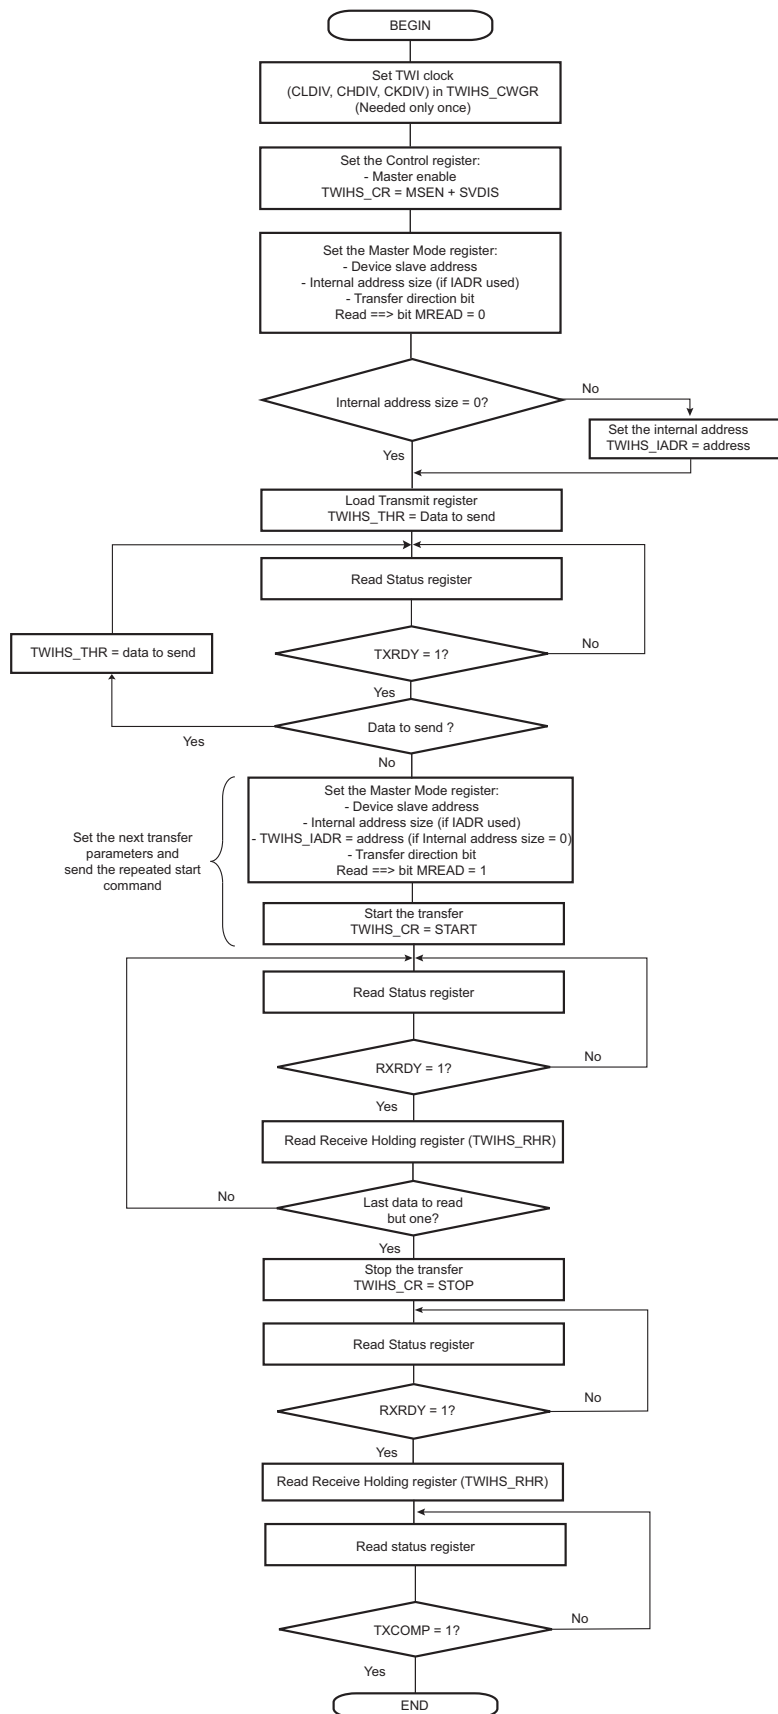 BEGIN
Set TWI clock
(CLDIV, CHDIV, CKDIV) in TWIHS_CWGR
(Needed only once)
Set the Control register:
- Master enable
TWIHS_CR = MSEN + SVDIS
Set the Master Mode register:
- Device slave address
- Internal address size (if IADR used)
- Transfer direction bit
Read ==> bit MREAD = 0
Internal address size = 0?
No
Set the internal address
TWIHS_IADR = address
Yes
Load Transmit register
TWIHS_THR = Data to send
Read Status register
TWIHS_THR = data to send
TXRDY = 1?
No
Yes
Data to send ?
Yes
No
Set the Master Mode register:
- Device slave address
- Internal address size (if IADR used)
- TWIHS_IADR = address (if Internal address size = 0)
- Transfer direction bit
Read ==> bit MREAD = 1
Set the next transfer
parameters and
send the repeated start
command
Start the transfer
TWIHS_CR = START
Read Status register
RXRDY = 1?
No
Yes
Read Receive Holding register (TWIHS_RHR)
No
Last data to read
but one?
Yes
Stop the transfer
TWIHS_CR = STOP
Read Status register
RXRDY = 1?
No
Yes
Read Receive Holding register (TWIHS_RHR)
Read status register
TXCOMP = 1?
No
Yes
END